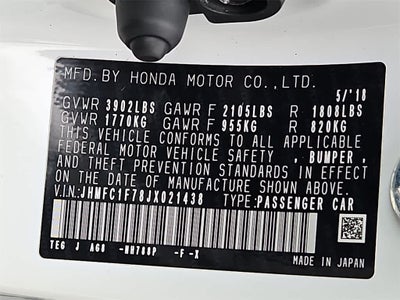 MFD.BY HONDA MOTOR CO.,LTD.
5/'18
GVWR 3902LBS GAWR F 2105LBS R 1808LBS
GVWR 1770KG GAWR F 955KG R 820KG
THIS VEHICLE CONFORMS TO ALL APPLICABLE
FEDERAL MOTOR VEHICLE SAFETY , BUMPER ,
AND THEFT PREVENTION STANDARDS IN EFFECT
ON THE DATE OF MANUFACTURE SHOWN ABOVE.
V.I.N: JHMFC1F78JX021438 TYPE:PASSENGER CAR
TEG J AG0 -NH788P -F -X
MADE IN JAPAN